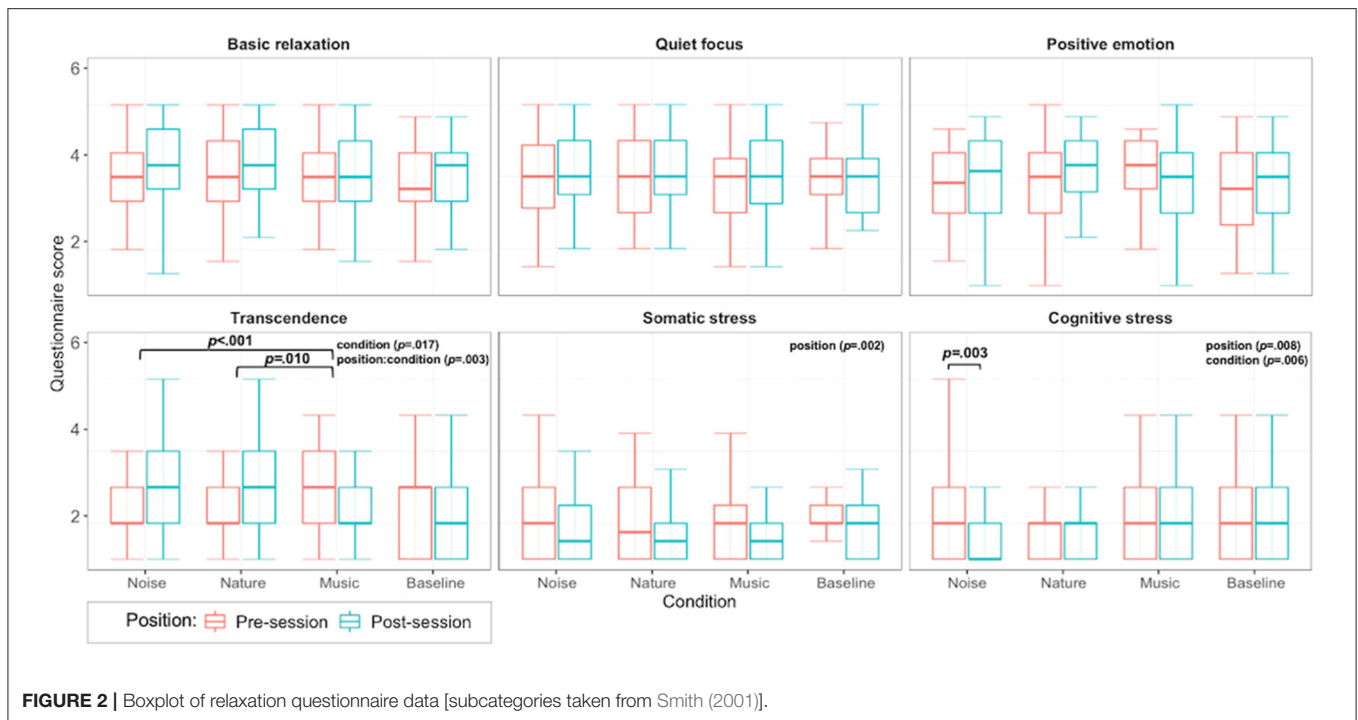 Basic relaxation
Quiet focus
Positive emotion
6
4
2
Questionnaire score
Transcendence
Somatic stress
Cognitive stress
6
4
2
p<.001
p=.010
condition (p=.017)
position:condition (p=.003)
position (p=.002)
p=.003
position (p=.008)
condition (p=.006)
Noise Nature Music Baseline
Noise Nature Music Baseline
Noise Nature Music Baseline
Condition
Position: Pre-session Post-session
FIGURE 2 | Boxplot of relaxation questionnaire data [subcategories taken from Smith (2001)].